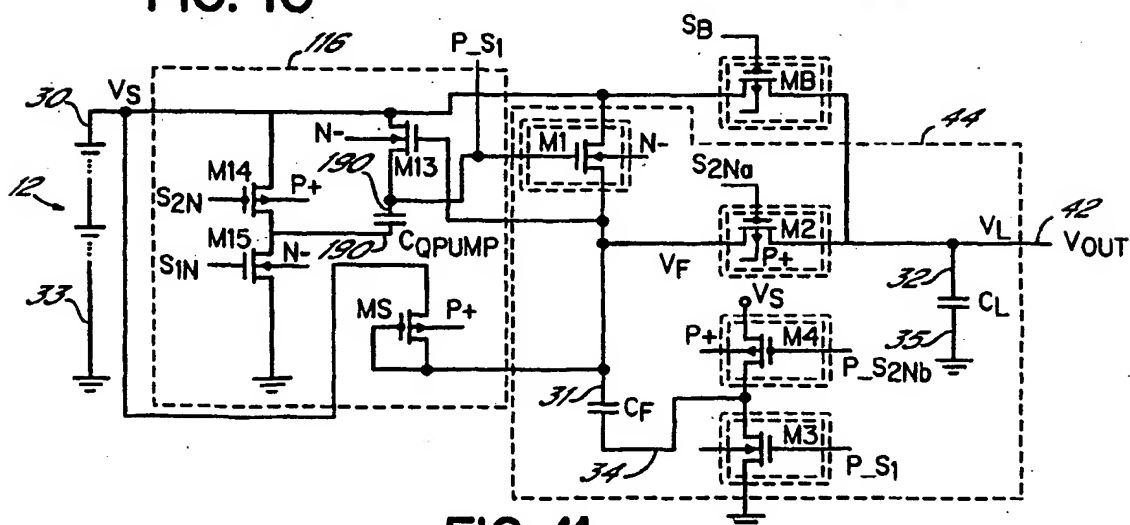 FIG. 10
116
P_S1
SB
30
VS
MB
44
N-
M1
N-
12
M13
190
S2Na
M14
S2N
P+
M15
190
CQPUMP
M2
VL
42
VOUT
S1N
N-
VF
P+
32
33
MS
P+
VS
CL
P+
M4
35
P_S2Nb
31
CF
M3
34
P_S1
FIG. 11